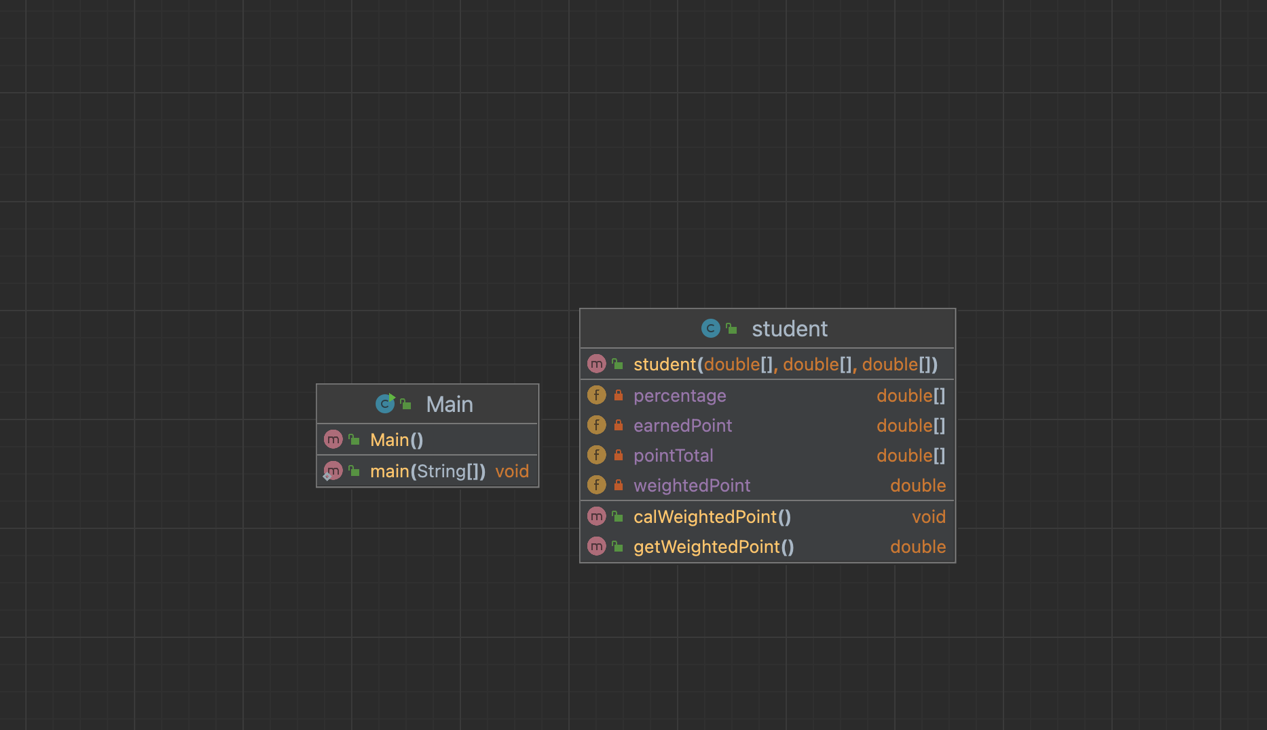 Main
Main()
main(String[]) void
student
student(double[], double[], double[])
percentage double[]
earnedPoint double[]
pointTotal double[]
weightedPoint double
calWeightedPoint() void
getWeightedPoint() double